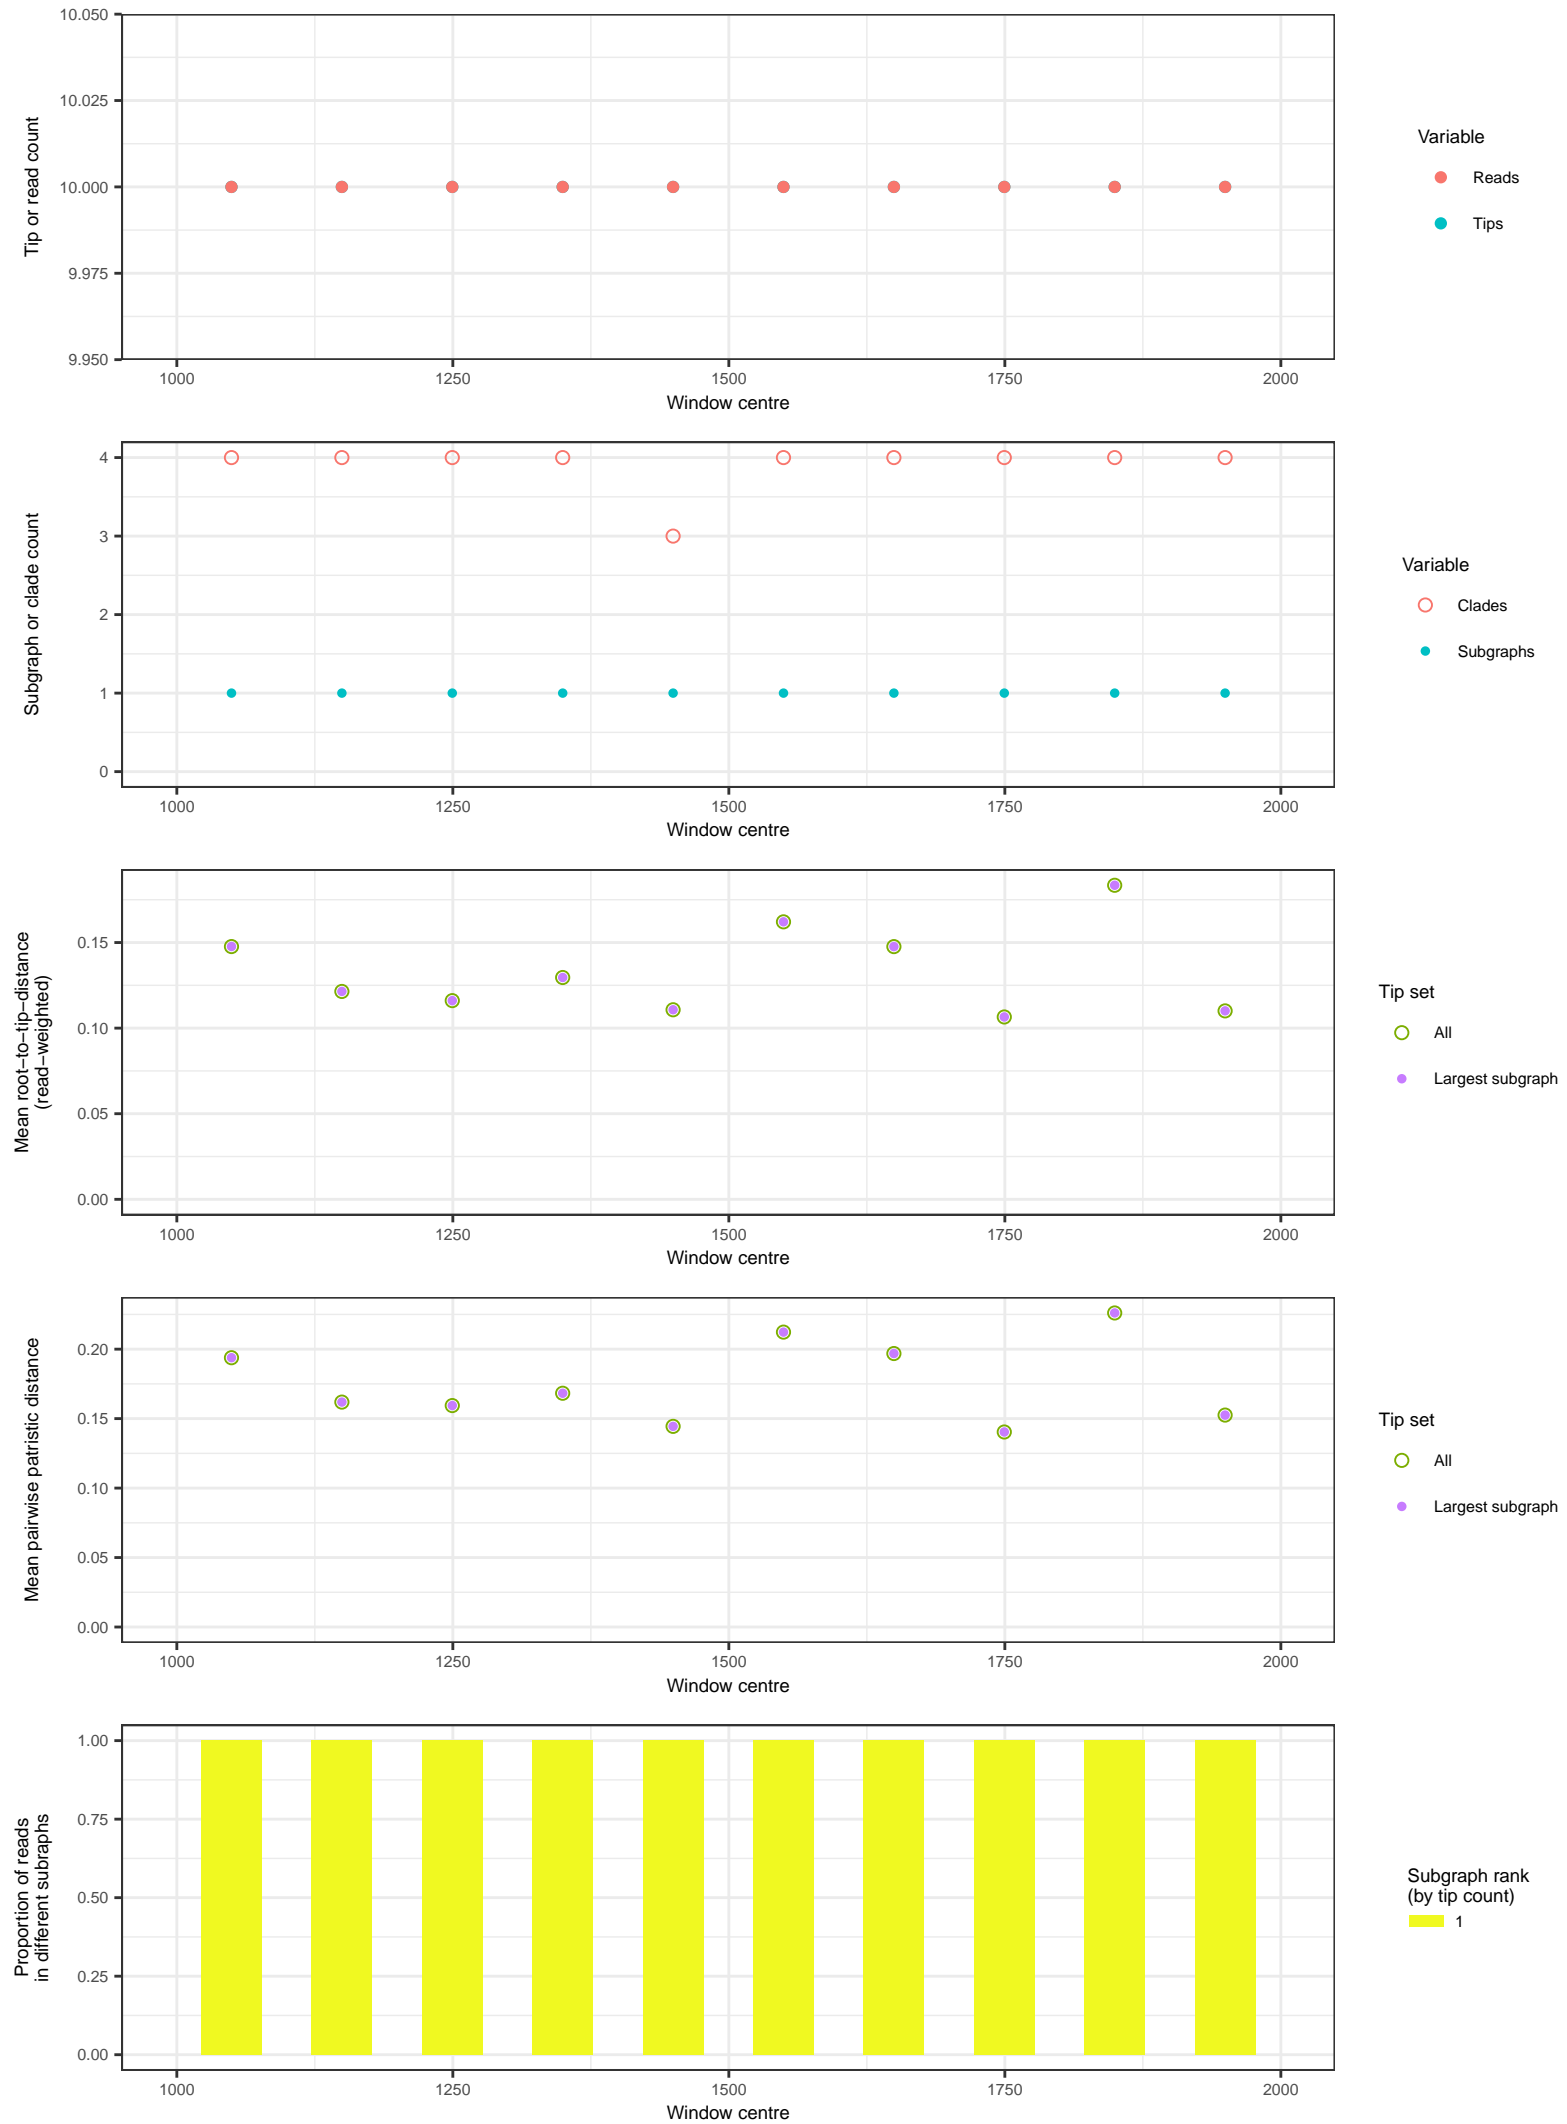 10.050
10.025
10.000
9.975
9.950
Tip or read count
1000 1250 1500 1750 2000
Window centre
Variable
Reads
Tips
4
3
2
1
0
Subgraph or clade count
1000 1250 1500 1750 2000
Window centre
Variable
Clades
Subgraphs
0.15
0.10
0.05
0.00
Mean root−to−tip−distance
(read−weighted)
1000 1250 1500 1750 2000
Window centre
Tip set
All
Largest subgraph
0.20
0.15
0.10
0.05
0.00
Mean pairwise patristic distance
1000 1250 1500 1750 2000
Window centre
Tip set
All
Largest subgraph
1.00
0.75
0.50
0.25
0.00
Proportion of reads
in different subraphs
1000 1250 1500 1750 2000
Window centre
Subgraph rank
(by tip count)
1